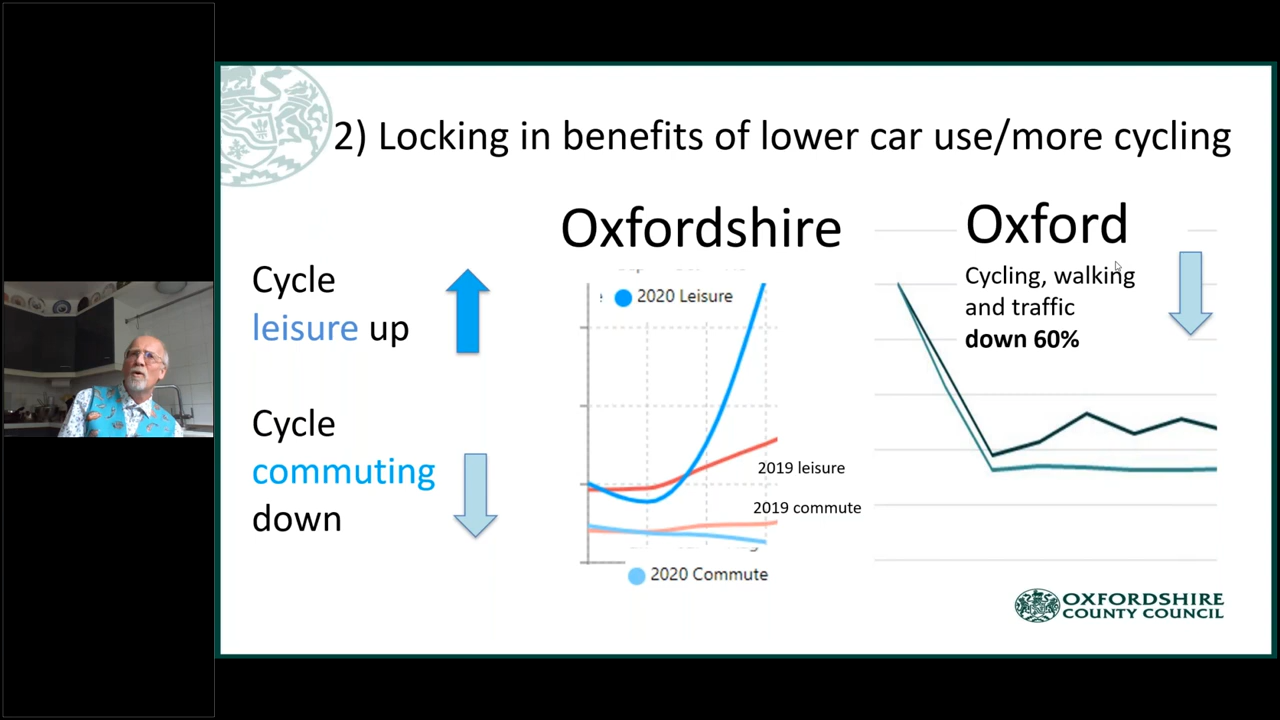 2) Locking in benefits of lower car use/more cycling
Cycle
leisure up
Cycle
commuting
down
Oxfordshire
2020 Leisure
2019 leisure
2019 commute
2020 Commute
Oxford
Cycling, walking
and traffic
down 60%
OXFORDSHIRE
COUNTY COUNCIL